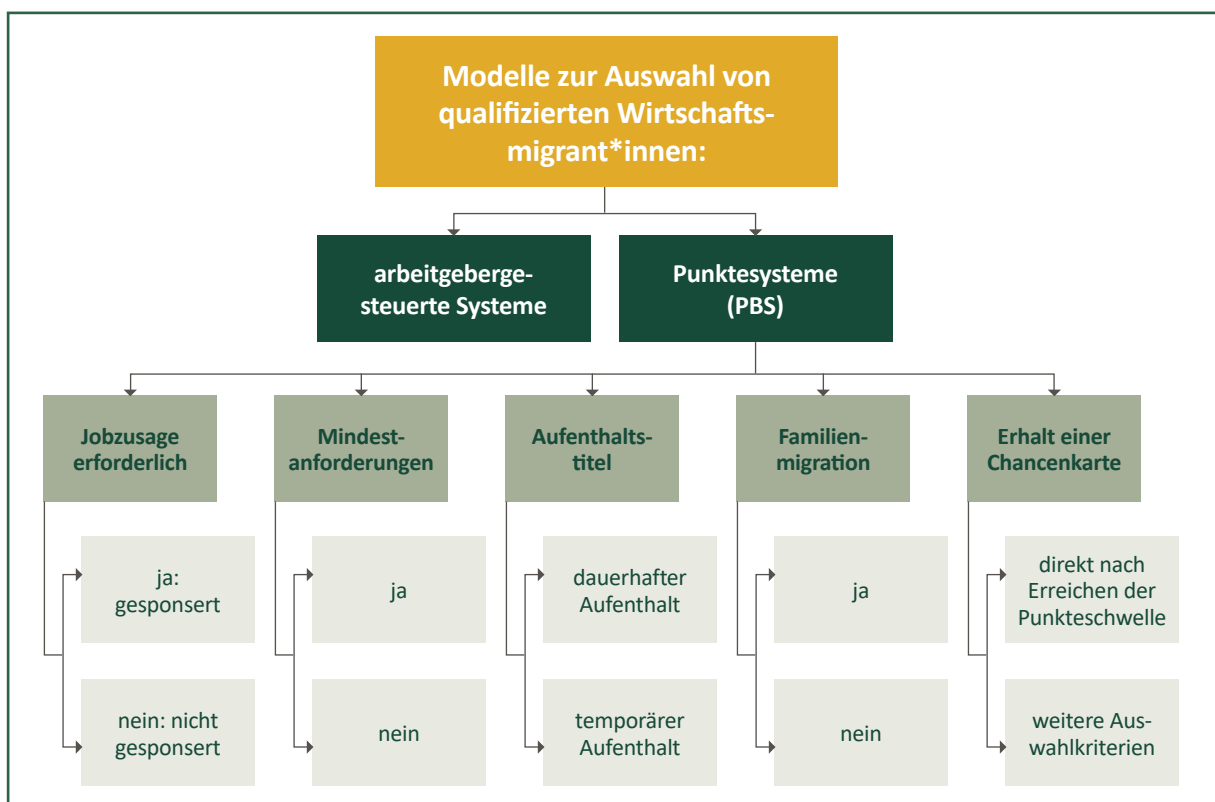 Modelle zur Auswahl von
qualifizierten Wirtschafts-
migrant*innen:
arbeitgeberge-
steuerte Systeme
Punktesysteme
(PBS)
Jobzusage
erforderlich
Mindest-
anforderungen
Aufenthalts-
titel
Familien-
migration
Erhalt einer
Chancenkarte
ja:
gesponsert
ja
dauerhafter
Aufenthalt
ja
direkt nach
Erreichen der
Punkteschwelle
nein: nicht
gesponsert
nein
temporärer
Aufenthalt
nein
weitere Aus-
wahlkriterien